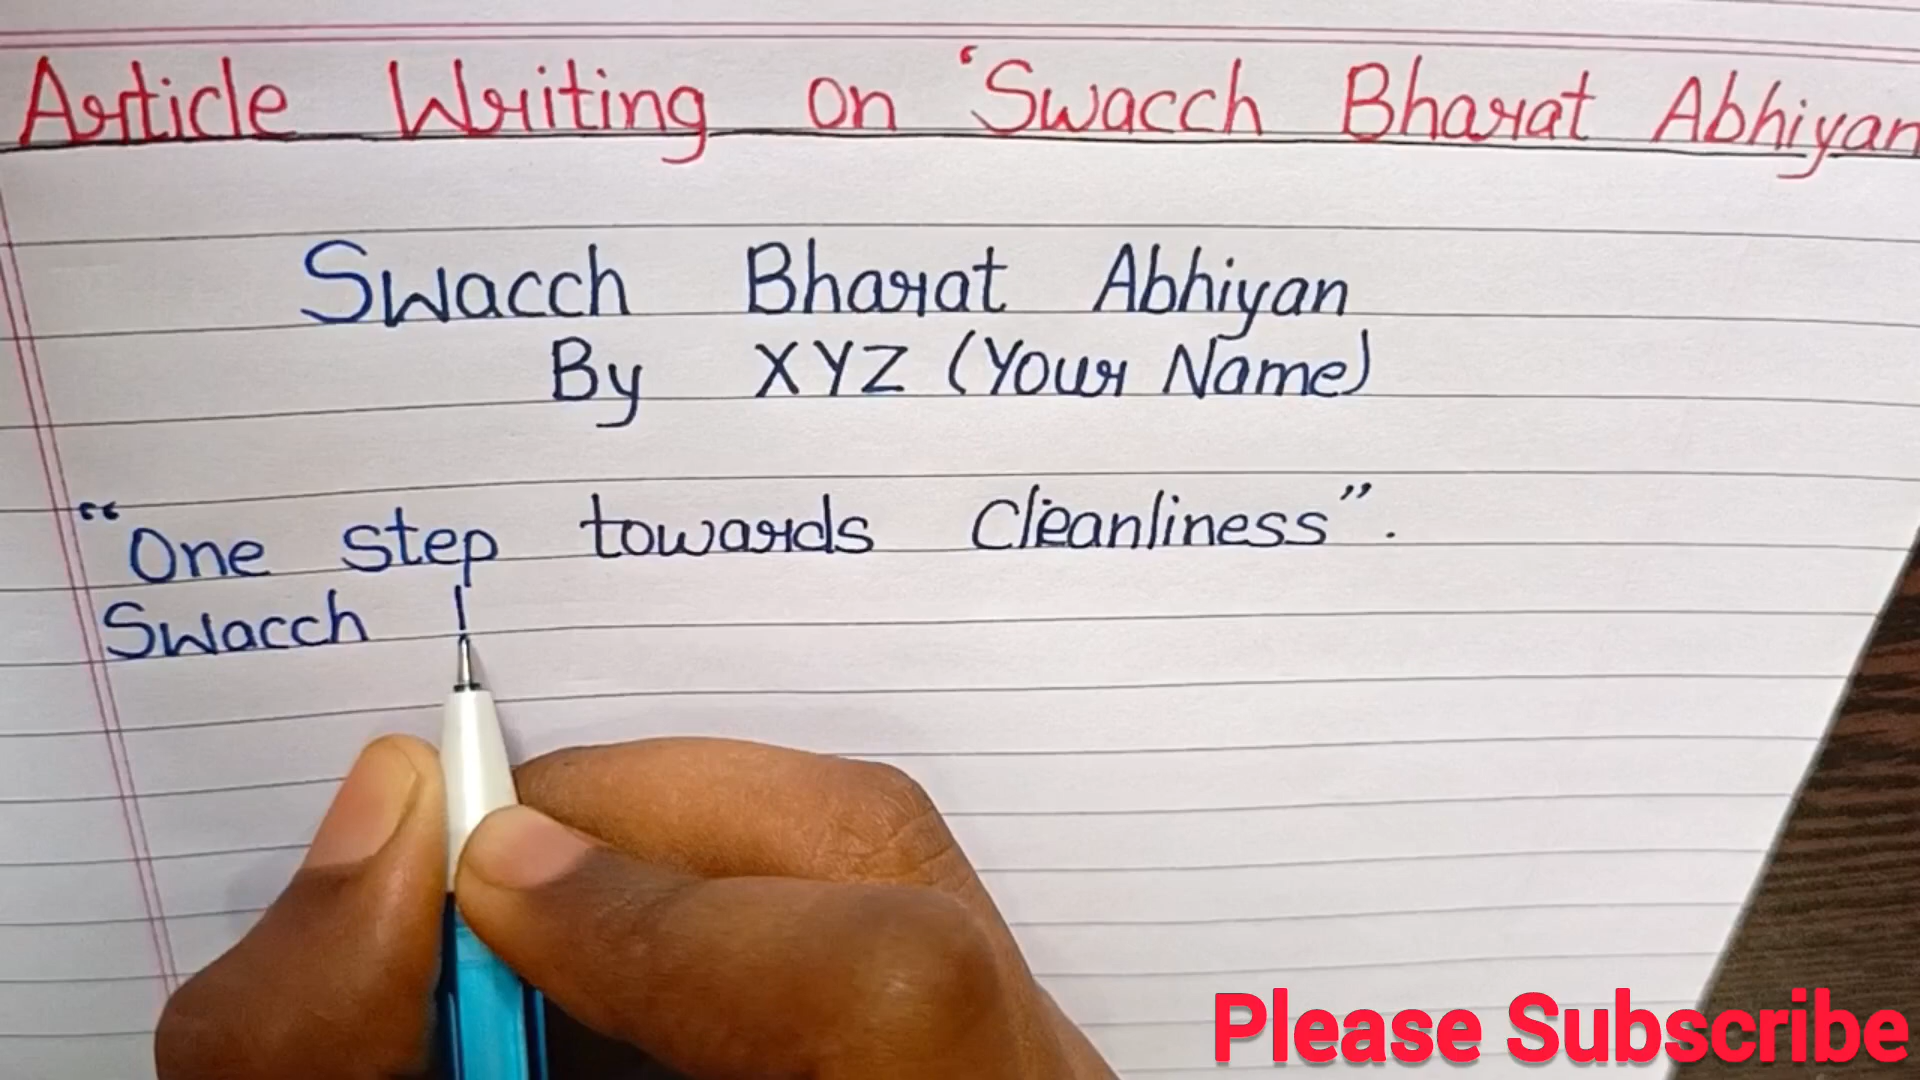 Article Writing on 'Swacch Bharat Abhiyan
Swacch Bharat Abhiyan
By XYZ (Your Name)
"One step towards Cleanliness".
Swacch
Please Subscribe